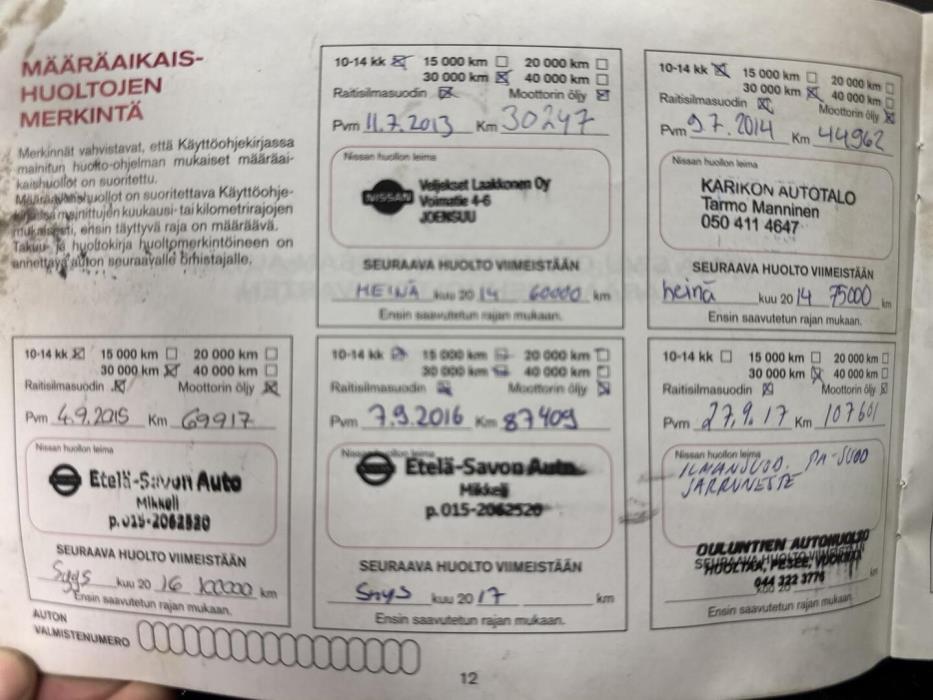 MÄÄRÄAIKAIS-
HUOLTOJEN
MERKINTÄ
Merkinnät vahvistavat, että Käyttöohjekirjassa
mainitun huolto-ohjelman mukaiset määräai-
kaishuollot on suoritettu.
Määräaikaishuollot on suoritettava Käyttöohje-
kirjassa mainittujen kuukausi- tai kilometrirajojen
mukaisesti, ensin täyttyvä raja on määräävä.
Takuu- ja huoltokirja huoltomerkintöineen on
annettava auton seuraavalle omistajalle.
10-14 kk 15 000 km 20 000 km
30 000 km 40 000 km
Raitisilmasuodin Moottorin öljy
Pvm 11.7.2013 Km 30247
Nissan huollon leima
NISSAN
Veljekset Laakkonen Oy
Voimatie 4-6
JOENSUU
SEURAAVA HUOLTO VIIMEISTÄÄN
HEINÄ kuu 20 14 60000 km
Ensin saavutetun rajan mukaan.
10-14 kk 15 000 km 20 000 km
30 000 km 40 000 km
Raitisilmasuodin Moottorin öljy
Pvm 9.7.2014 Km 44962
Nissan huollon leima
KARIKON AUTOTALO
Tarmo Manninen
050 411 4647
SEURAAVA HUOLTO VIIMEISTÄÄN
heinä kuu 20 14 75000 km
Ensin saavutetun rajan mukaan.
10-14 kk 15 000 km 20 000 km
30 000 km 40 000 km
Raitisilmasuodin Moottorin öljy
Pvm 4.9.2015 Km 69917
Nissan huollon leima
Etelä-Savon Auto
Mikkeli
p.015-2062520
SEURAAVA HUOLTO VIIMEISTÄÄN
Syys kuu 20 16 100000 km
Ensin saavutetun rajan mukaan.
10-14 kk 15 000 km 20 000 km
30 000 km 40 000 km
Raitisilmasuodin Moottorin öljy
Pvm 7.9.2016 Km 87409
Nissan huollon leima
Etelä-Savon Auto
Mikkeli
p.015-2062520
SEURAAVA HUOLTO VIIMEISTÄÄN
Syys kuu 20 17 km
Ensin saavutetun rajan mukaan.
10-14 kk 15 000 km 20 000 km
30 000 km 40 000 km
Raitisilmasuodin Moottorin öljy
Pvm 27.9.17 Km 107601
Nissan huollon leima
ILMANSUOD. PA-SUOD
JARRUNESTE
OULUNTIEN AUTOHUOLTO
SEURAAVA HUOLTO VIIMEISTÄÄN
HUOLTAA, PESEE,
044 322 3776
kuu 20 km
Ensin saavutetun rajan mukaan.
AUTON
VALMISTENUMERO
12